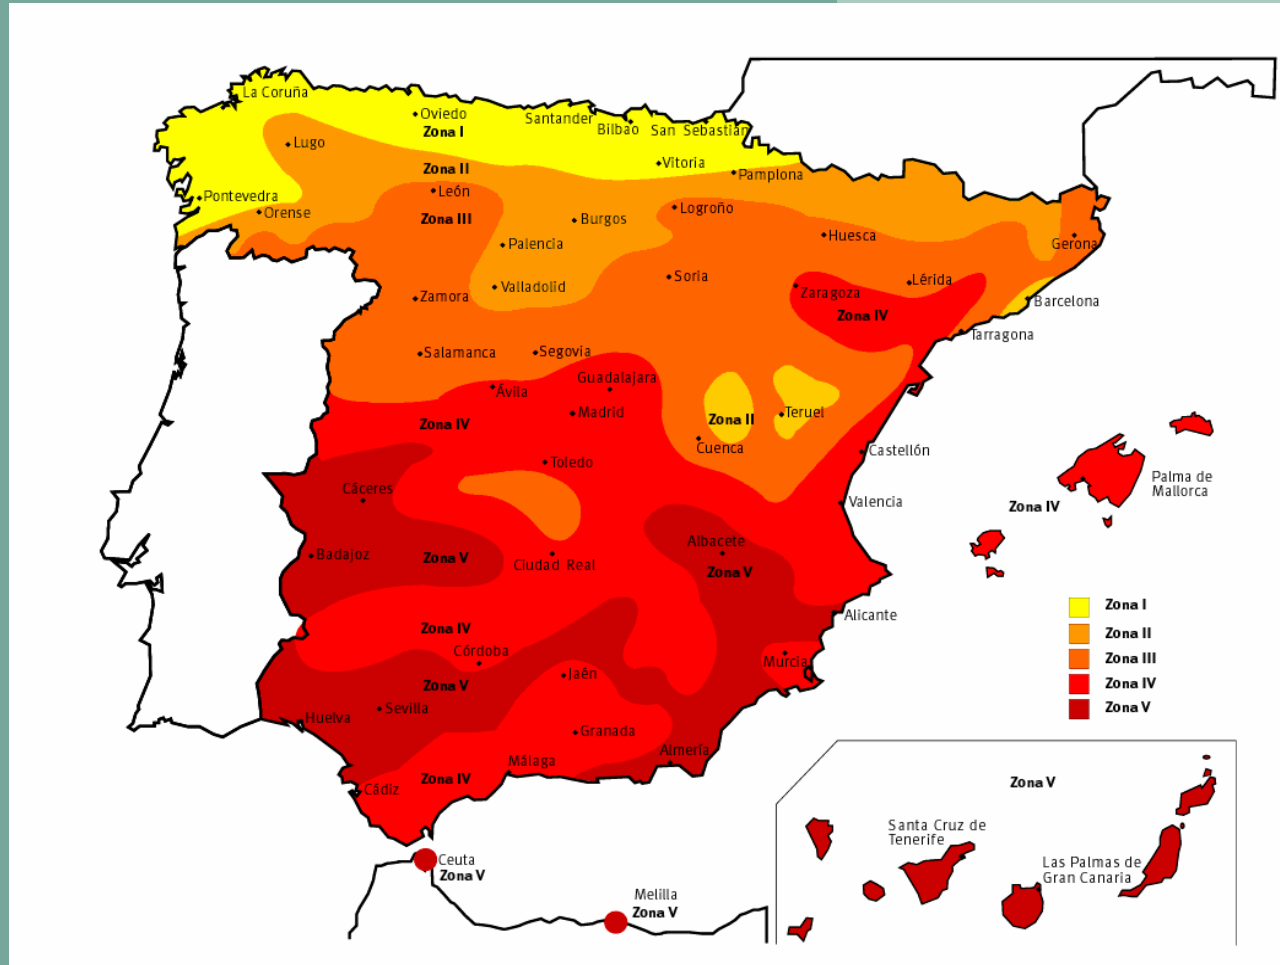 La Coruña
Oviedo
Santander
Bilbao
San Sebastián
Zona I
Lugo
Vitoria
Zona II
Pamplona
León
Pontevedra
Orense
Zona III
Burgos
Logroño
Palencia
Huesca
Gerona
Soria
Lérida
Valladolid
Zaragoza
Zamora
Barcelona
Zona IV
Tarragona
Salamanca
Segovia
Guadalajara
Ávila
Madrid
Zona II
Teruel
Zona IV
Cuenca
Castellón
Toledo
Palma de
Mallorca
Cáceres
Valencia
Zona IV
Albacete
Badajoz
Zona V
Ciudad Real
Zona V
Alicante
Zona IV
Córdoba
Murcia
Jaén
Zona V
Sevilla
Huelva
Granada
Almería
Málaga
Zona IV
Cádiz
Ceuta
Zona V
Melilla
Zona V
Zona I
Zona II
Zona III
Zona IV
Zona V
Zona V
Santa Cruz de
Tenerife
Las Palmas de
Gran Canaria